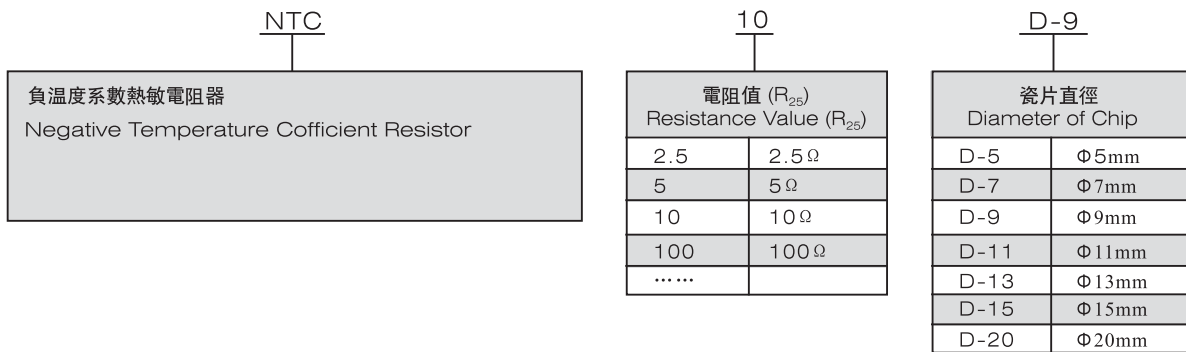 NTC
10
D-9
負温度系數熱敏電阻器
Negative Temperature Cofficient Resistor
電阻值 (R25)
Resistance Value (R25)
2.5 2.5Ω
5 5Ω
10 10Ω
100 100Ω
……
瓷片直徑
Diameter of Chip
D-5 Φ5mm
D-7 Φ7mm
D-9 Φ9mm
D-11 Φ11mm
D-13 Φ13mm
D-15 Φ15mm
D-20 Φ20mm